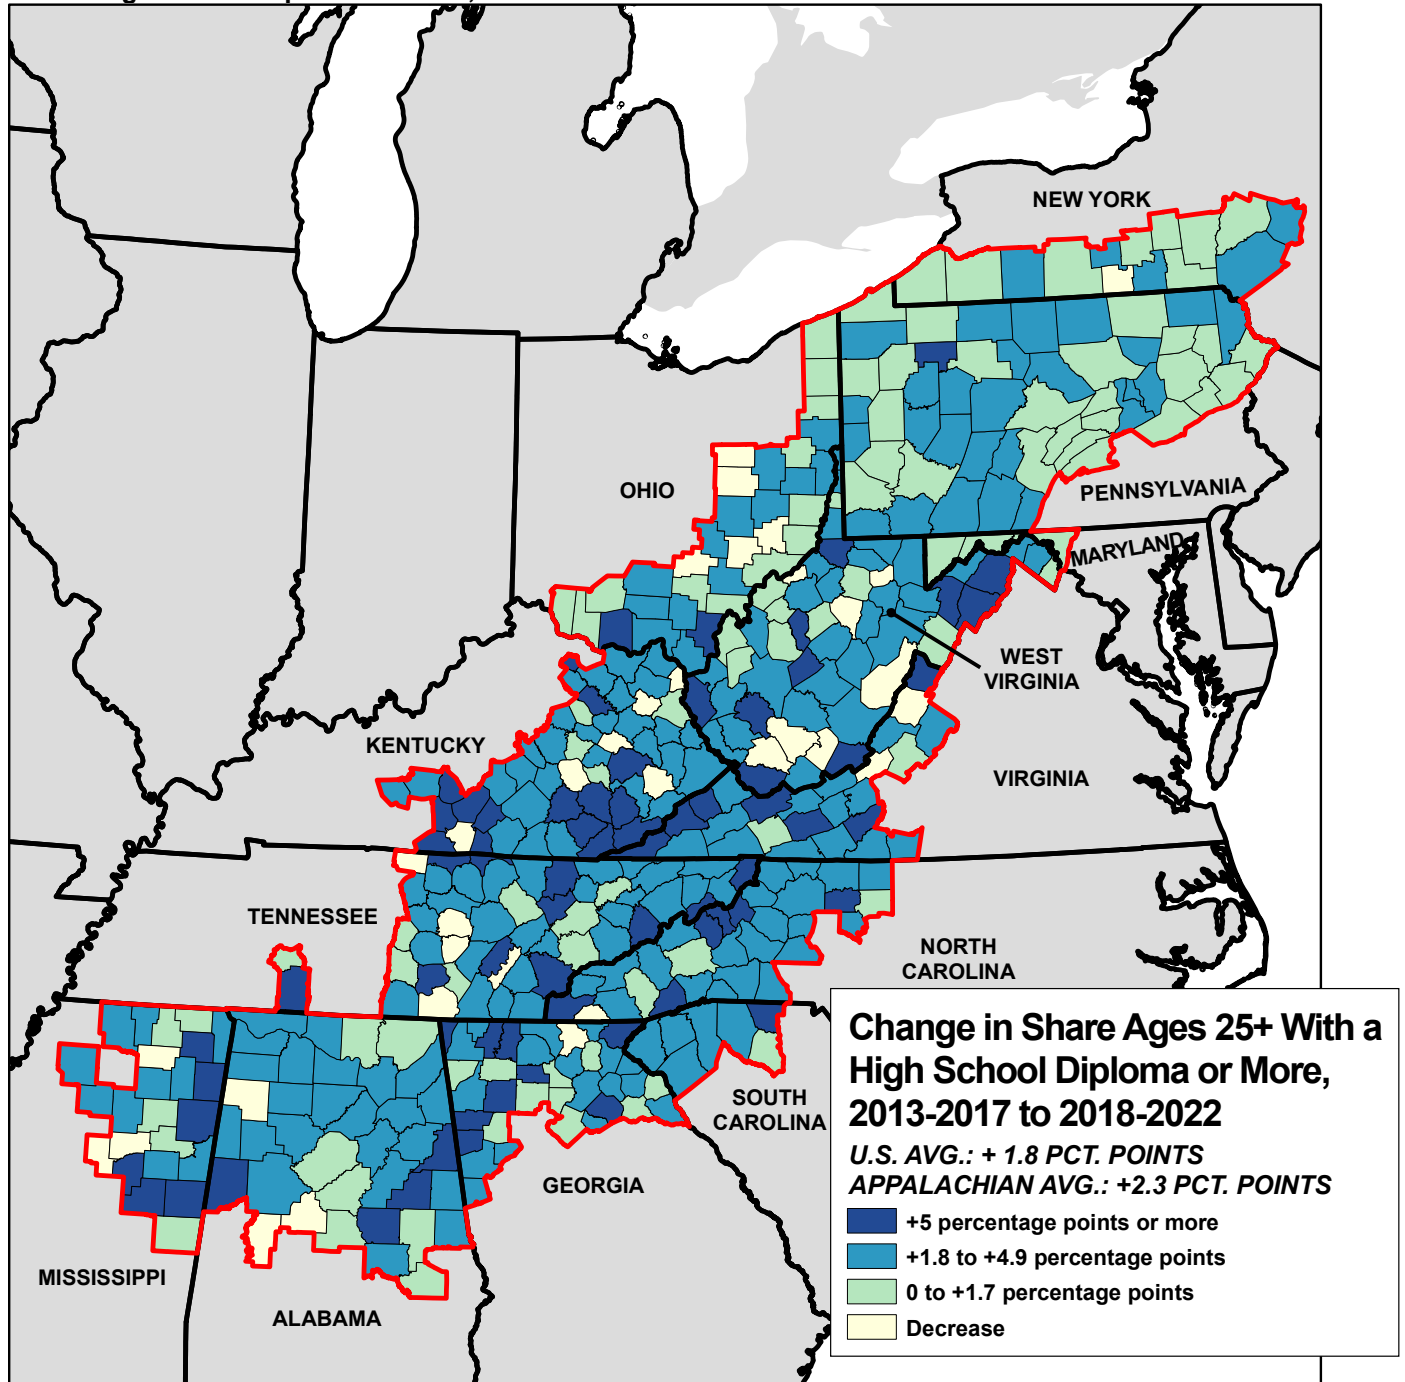 NEW YORK
OHIO
PENNSYLVANIA
MARYLAND
WEST
VIRGINIA
KENTUCKY
VIRGINIA
TENNESSEE
NORTH
CAROLINA
SOUTH
CAROLINA
GEORGIA
MISSISSIPPI
ALABAMA
Change in Share Ages 25+ With a
High School Diploma or More,
2013-2017 to 2018-2022
U.S. AVG.: + 1.8 PCT. POINTS
APPALACHIAN AVG.: +2.3 PCT. POINTS
+5 percentage points or more
+1.8 to +4.9 percentage points
0 to +1.7 percentage points
Decrease